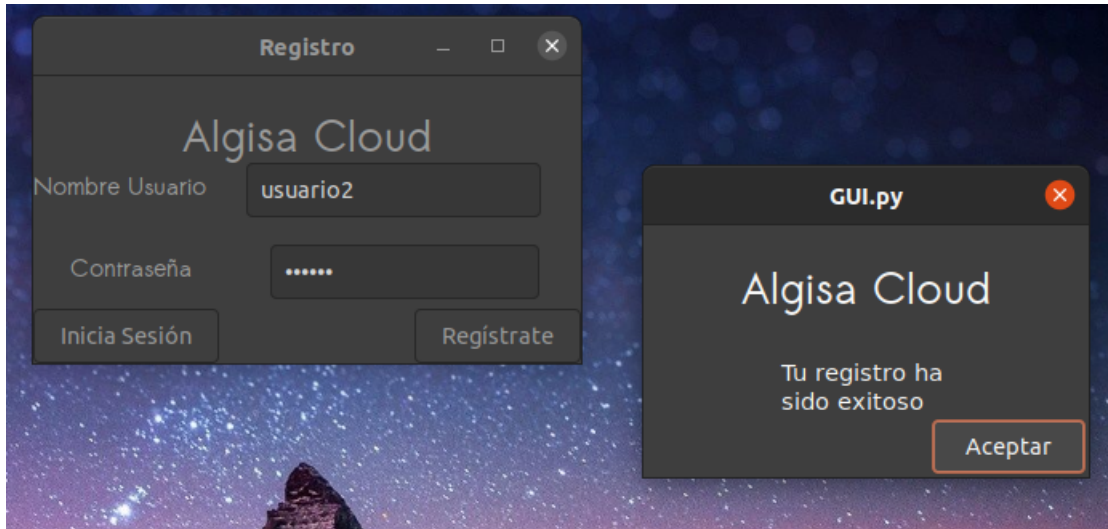 Registro
Algisa Cloud
Nombre Usuario usuario2
Contraseña ••••••
Inicia Sesión Regístrate
GUI.py
Algisa Cloud
Tu registro ha
sido exitoso
Aceptar